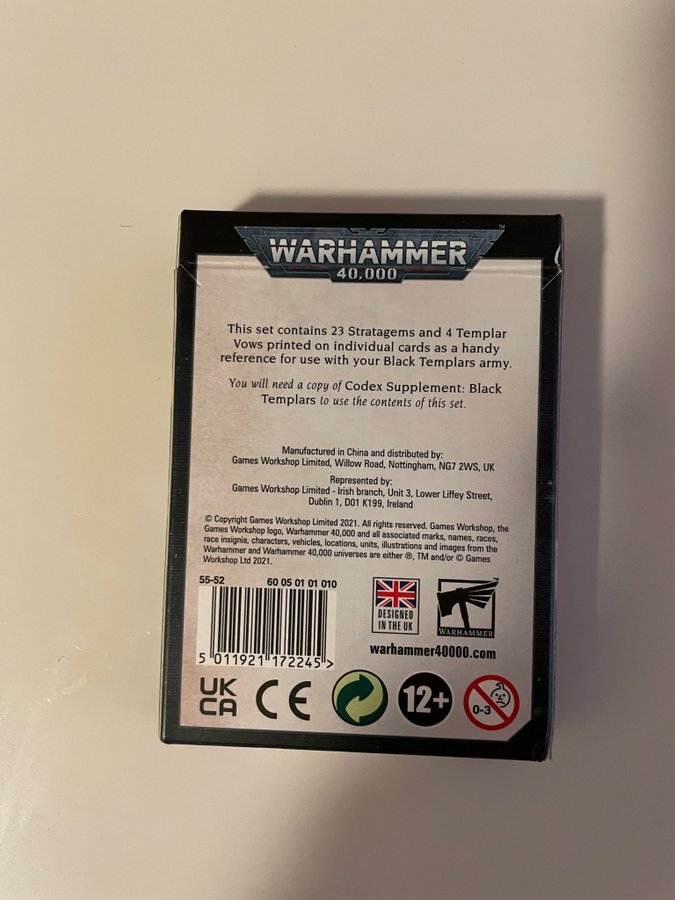 WARHAMMER
40,000
™
This set contains 23 Stratagems and 4 Templar
Vows printed on individual cards as a handy
reference for use with your Black Templars army.
You will need a copy of Codex Supplement: Black
Templars to use the contents of this set.
Manufactured in China and distributed by:
Games Workshop Limited, Willow Road, Nottingham, NG7 2WS, UK
Represented by:
Games Workshop Limited - Irish branch, Unit 3, Lower Liffey Street,
Dublin 1, D01 K199, Ireland
© Copyright Games Workshop Limited 2021. All rights reserved. Games Workshop, the
Games Workshop logo, Warhammer 40,000 and all associated marks, names, races,
race insignia, characters, vehicles, locations, units, illustrations and images from the
Warhammer and Warhammer 40,000 universes are either ®, TM and/or © Games
Workshop Ltd 2021.
55-52 60 05 01 01 010
5 011921 172245 >
DESIGNED
IN THE UK
™
WARHAMMER
warhammer40000.com
UK
CA
CE
12+
0-3